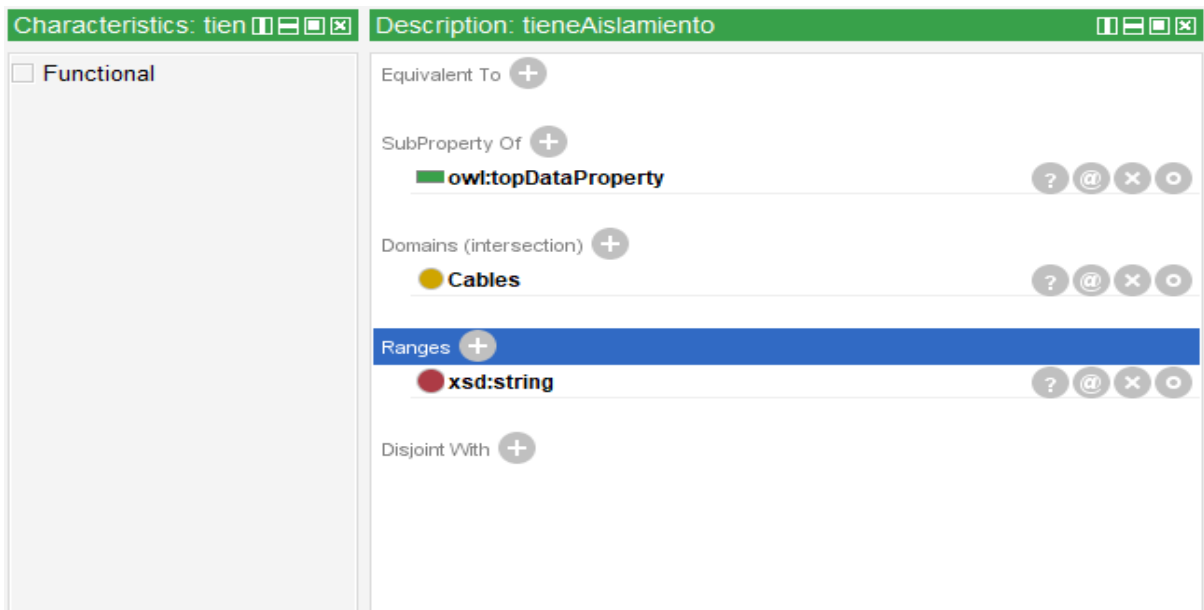 Characteristics: tien
Functional
Description: tieneAislamiento
Equivalent To
SubProperty Of
owl:topDataProperty
Domains (intersection)
Cables
Ranges
xsd:string
Disjoint With